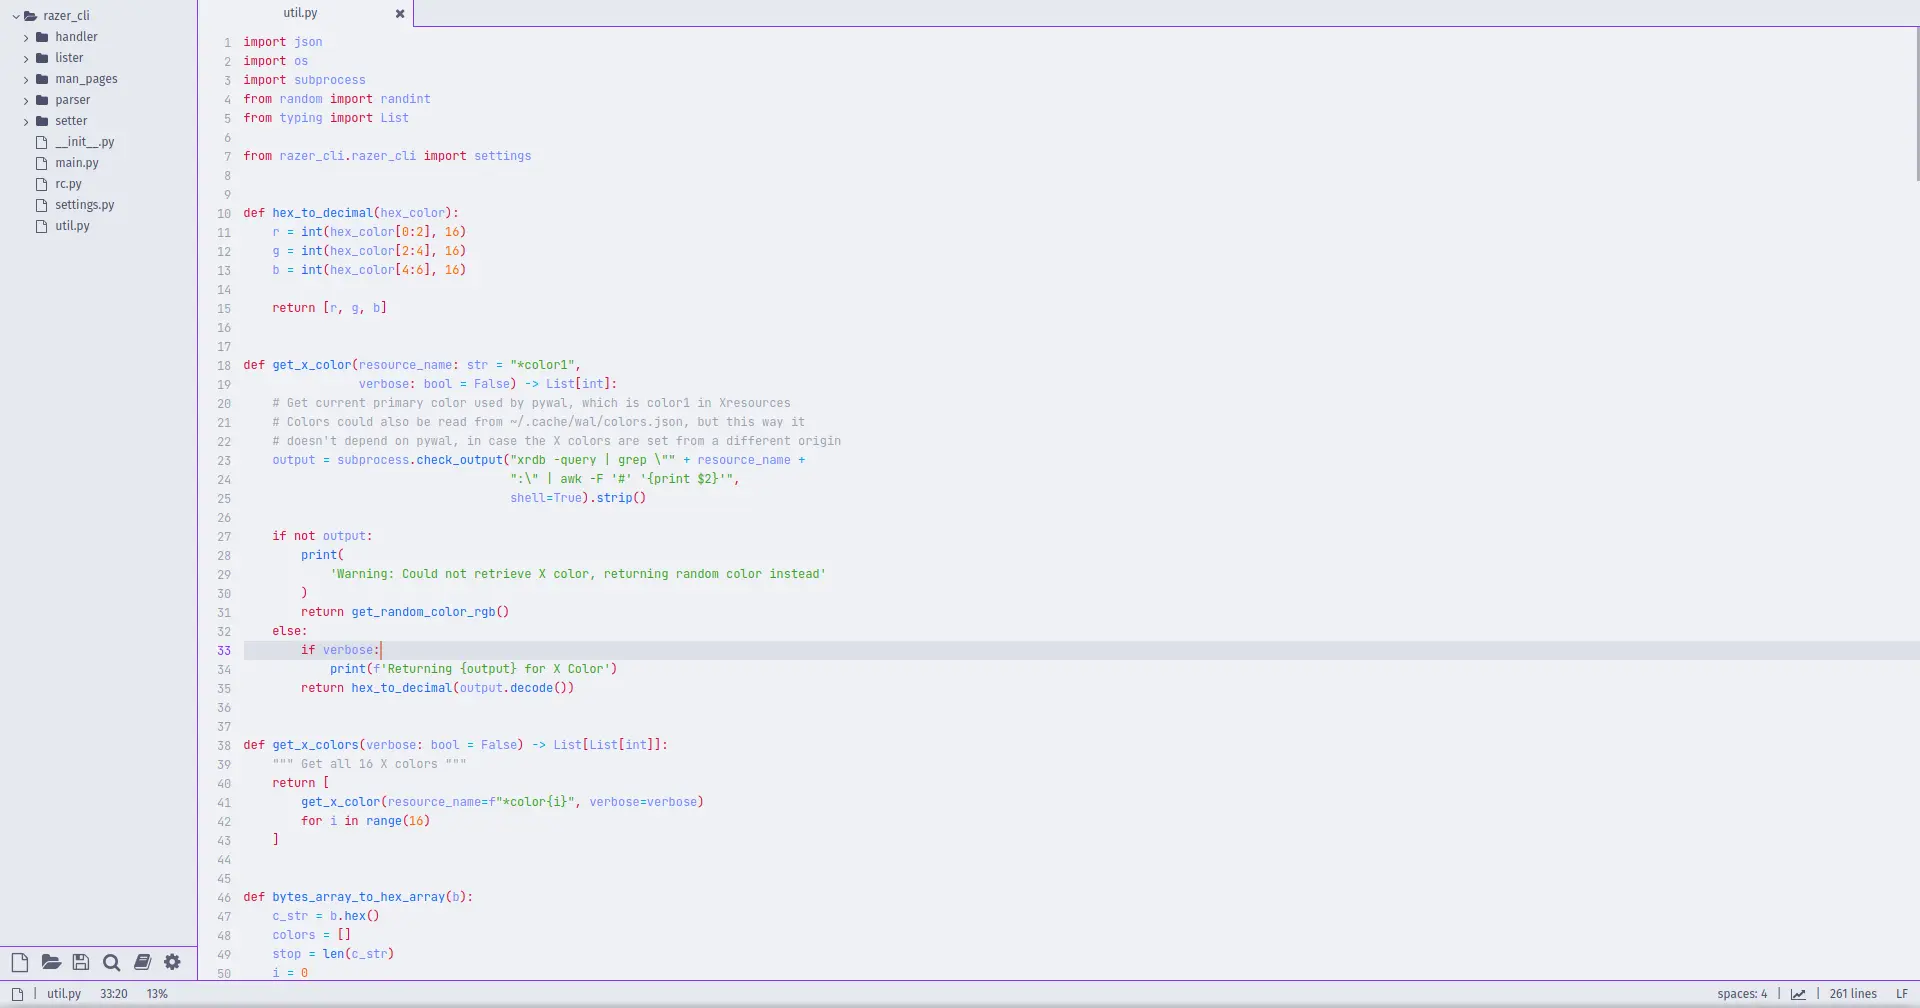 razer_cli
handler
lister
man_pages
parser
setter
__init__.py
main.py
rc.py
settings.py
util.py
util.py
1 import json
2 import os
3 import subprocess
4 from random import randint
5 from typing import List
6
7 from razer_cli.razer_cli import settings
8
9
10 def hex_to_decimal(hex_color):
11     r = int(hex_color[0:2], 16)
12     g = int(hex_color[2:4], 16)
13     b = int(hex_color[4:6], 16)
14
15     return [r, g, b]
16
17
18 def get_x_color(resource_name: str = "*color1",
19                 verbose: bool = False) -> List[int]:
20     # Get current primary color used by pywal, which is color1 in Xresources
21     # Colors could also be read from ~/.cache/wal/colors.json, but this way it
22     # doesn't depend on pywal, in case the X colors are set from a different origin
23     output = subprocess.check_output("xrdb -query | grep \"" + resource_name +
24                                      ":\" | awk -F '#' '{print $2}'",
25                                      shell=True).strip()
26
27     if not output:
28         print(
29             'Warning: Could not retrieve X color, returning random color instead'
30         )
31         return get_random_color_rgb()
32     else:
33         if verbose:
34             print(f'Returning {output} for X Color')
35         return hex_to_decimal(output.decode())
36
37
38 def get_x_colors(verbose: bool = False) -> List[List[int]]:
39     """ Get all 16 X colors """
40     return [
41         get_x_color(resource_name=f"*color{i}", verbose=verbose)
42         for i in range(16)
43     ]
44
45
46 def bytes_array_to_hex_array(b):
47     c_str = b.hex()
48     colors = []
49     stop = len(c_str)
50     i = 0
util.py 33:20 13% spaces: 4 | | 261 lines LF